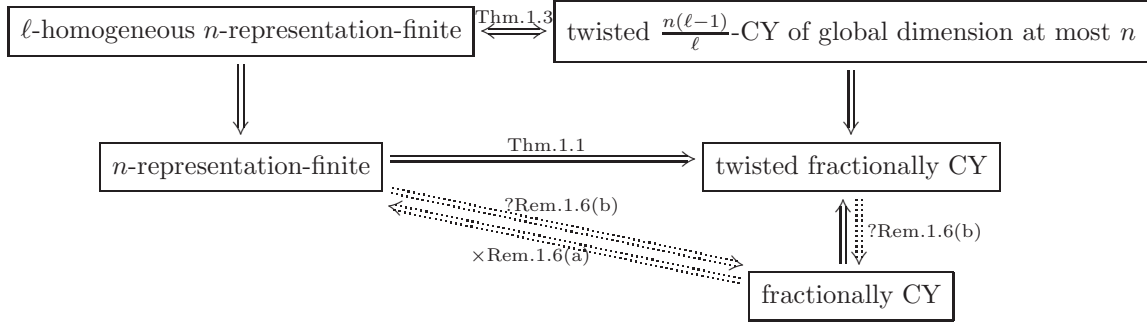 ℓ-homogeneous n-representation-finite
Thm.1.3
twisted n(ℓ−1)/ℓ-CY of global dimension at most n
n-representation-finite
Thm.1.1
twisted fractionally CY
?Rem.1.6(b)
×Rem.1.6(a)
?Rem.1.6(b)
fractionally CY